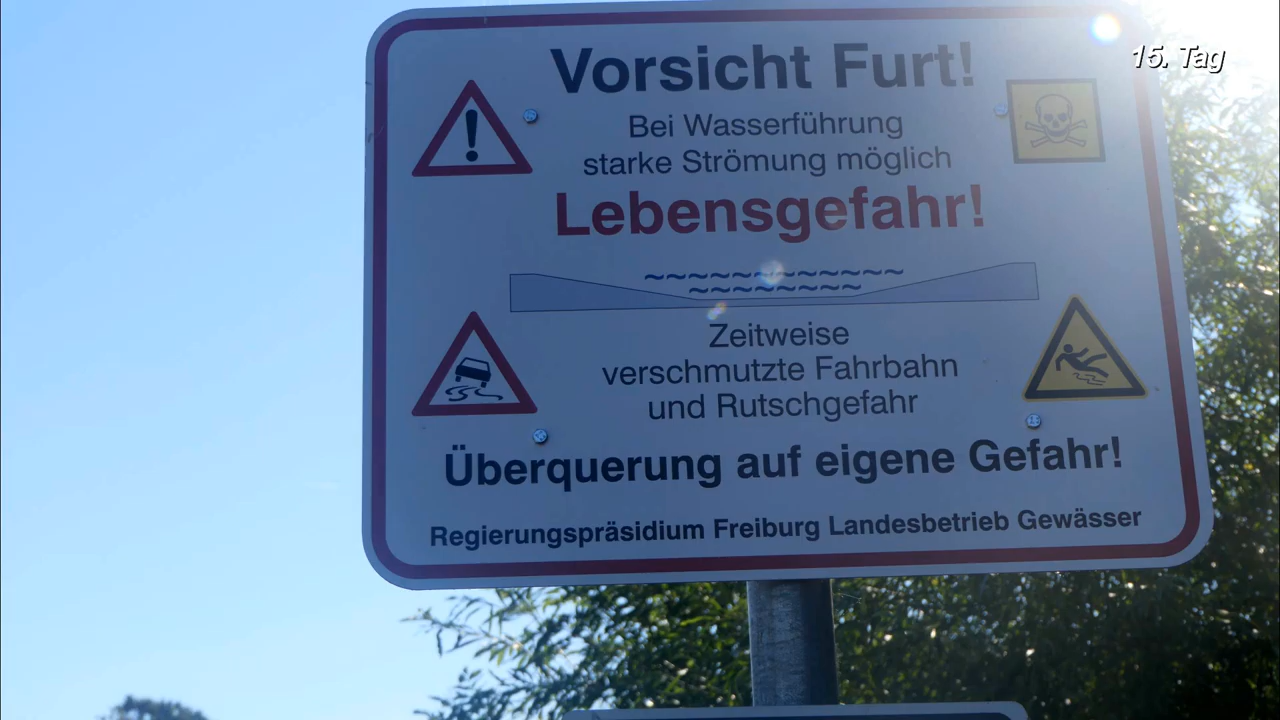 15. Tag
Vorsicht Furt!
Bei Wasserführung
starke Strömung möglich
Lebensgefahr!
Zeitweise
verschmutzte Fahrbahn
und Rutschgefahr
Überquerung auf eigene Gefahr!
Regierungspräsidium Freiburg Landesbetrieb Gewässer